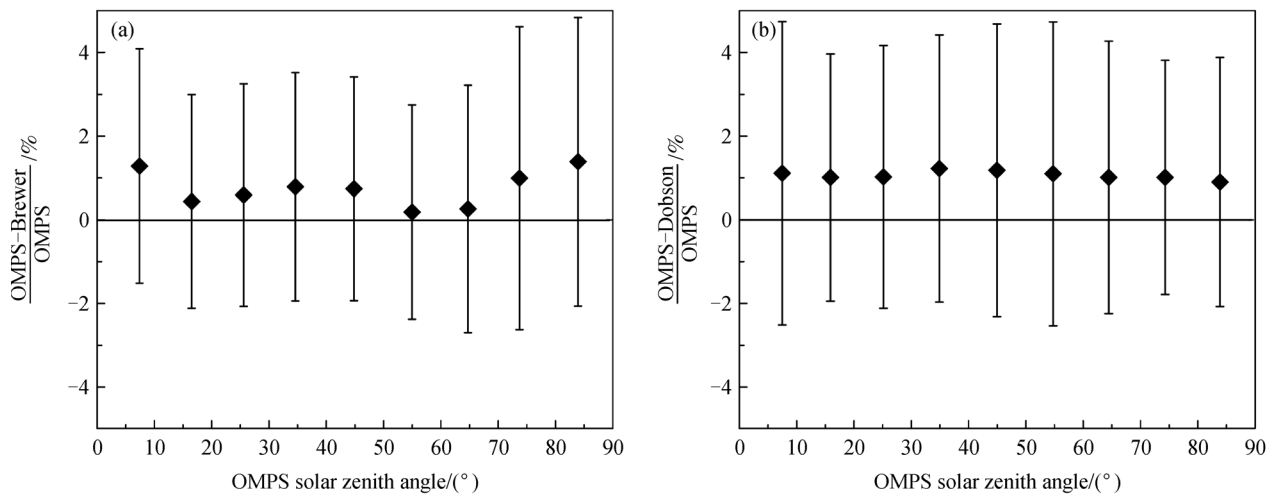 (a)
4
2
0
−2
−4
OMPS−Brewer
OMPS
/%
0 10 20 30 40 50 60 70 80 90
OMPS solar zenith angle/(°)
(b)
4
2
0
−2
−4
OMPS−Dobson
OMPS
/%
0 10 20 30 40 50 60 70 80 90
OMPS solar zenith angle/(°)